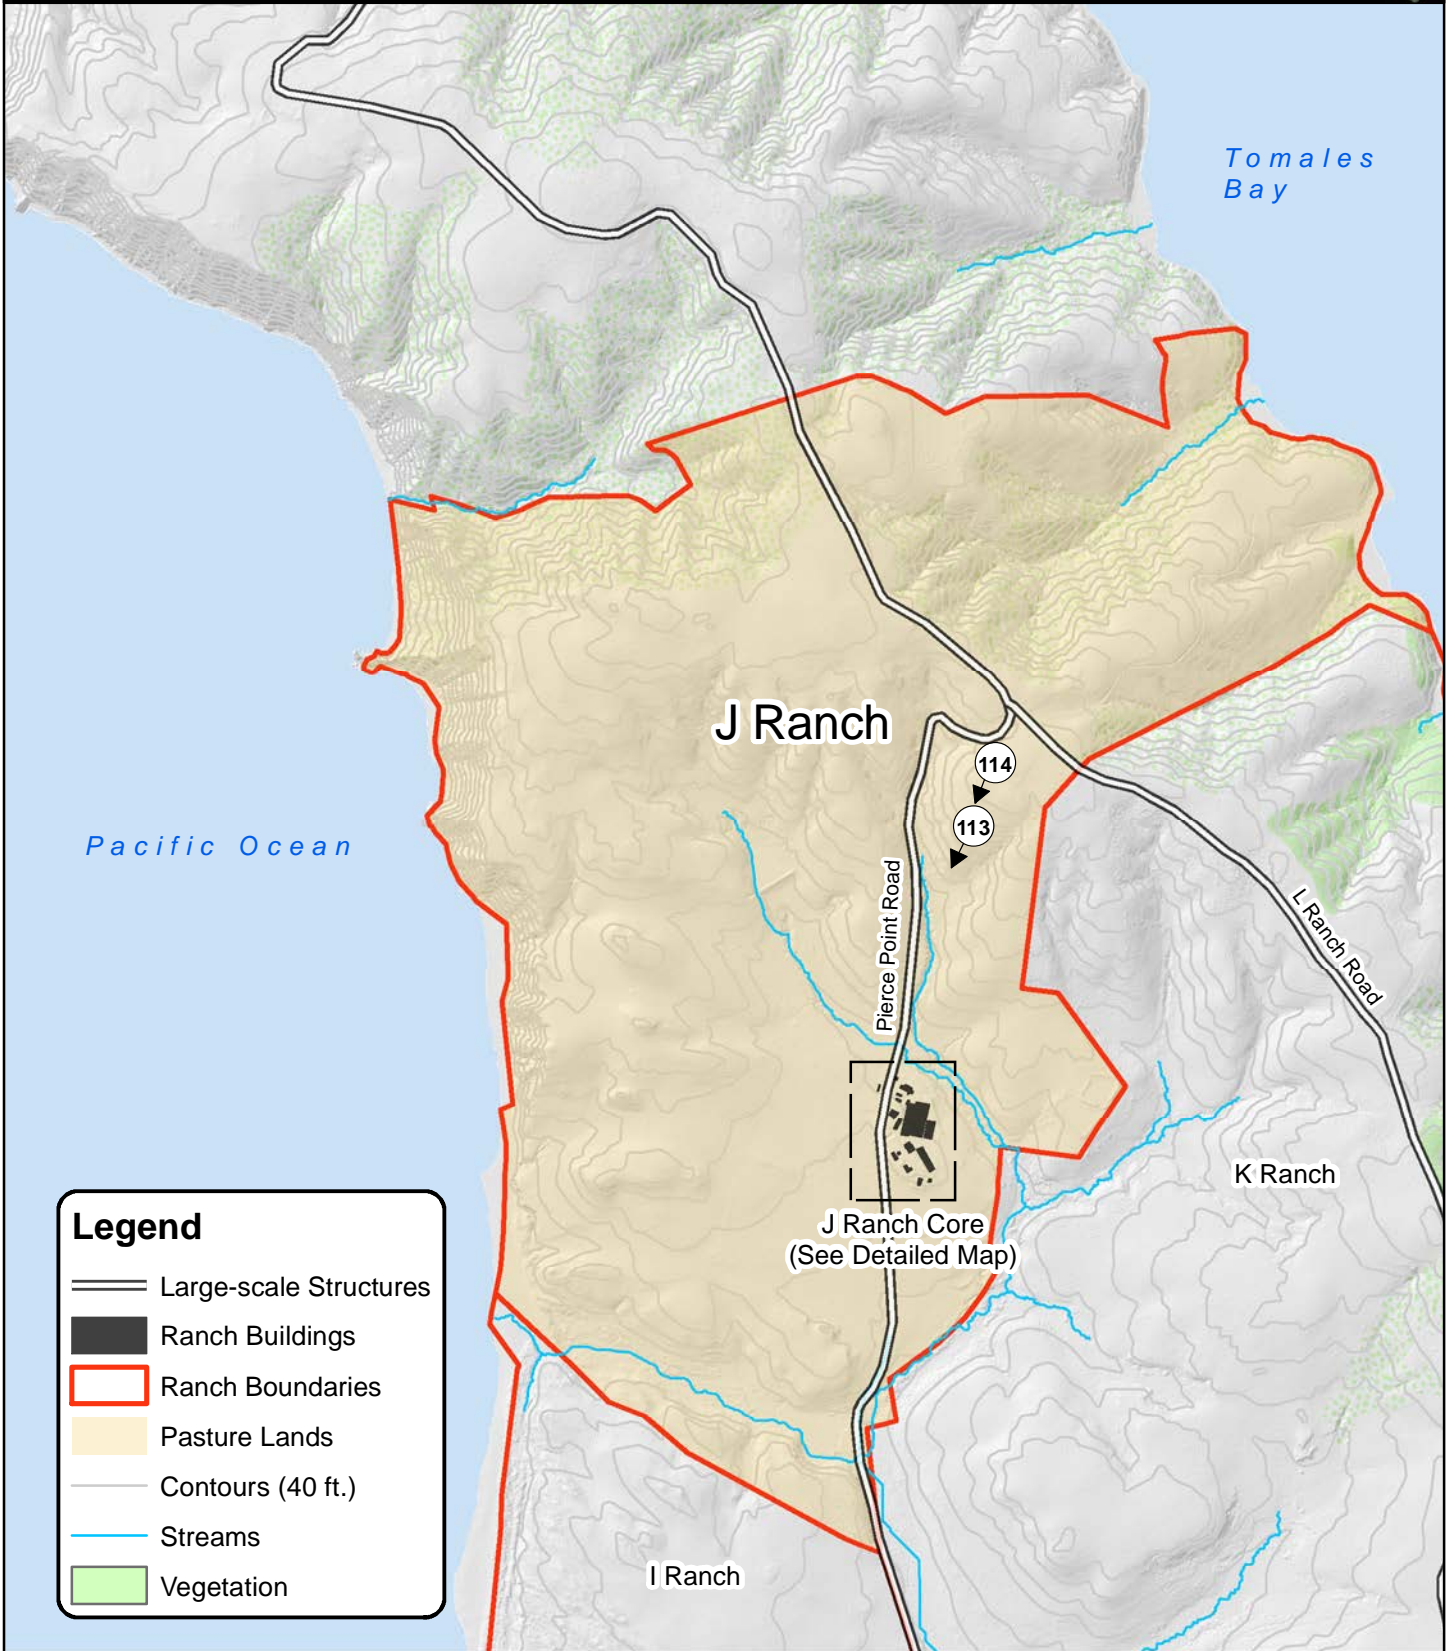 Tomales
Bay
J Ranch
114
113
Pacific Ocean
Pierce Point Road
L Ranch Road
K Ranch
J Ranch Core
(See Detailed Map)
I Ranch
Legend
Large-scale Structures
Ranch Buildings
Ranch Boundaries
Pasture Lands
Contours (40 ft.)
Streams
Vegetation